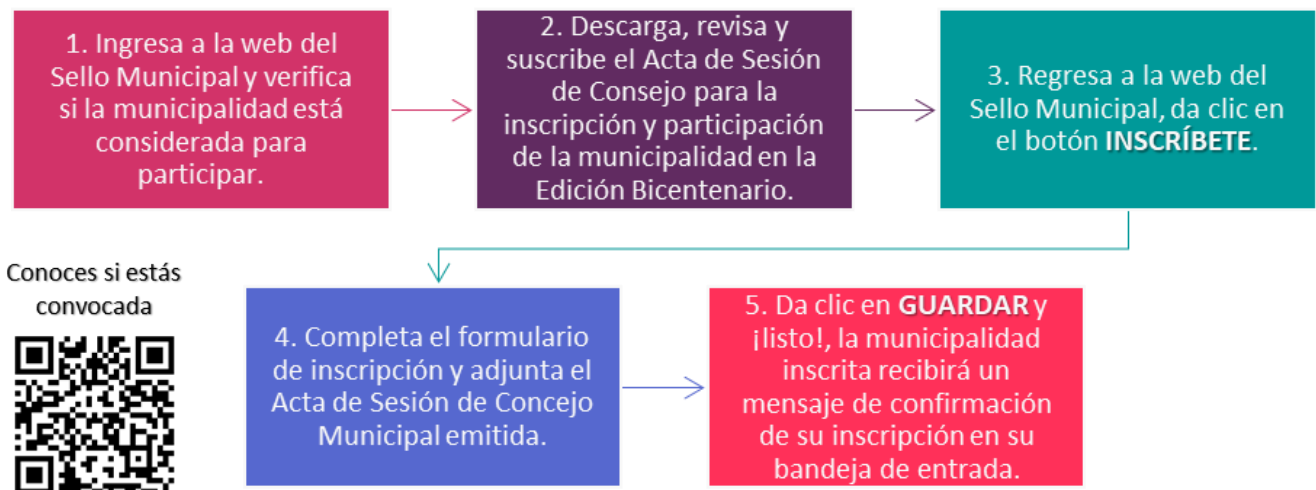 1. Ingresa a la web del
Sello Municipal y verifica
si la municipalidad está
considerada para
participar.
2. Descarga, revisa y
suscribe el Acta de Sesión
de Consejo para la
inscripción y participación
de la municipalidad en la
Edición Bicentenario.
3. Regresa a la web del
Sello Municipal, da clic en
el botón INSCRÍBETE.
Conoces si estás
convocada
4. Completa el formulario
de inscripción y adjunta el
Acta de Sesión de Concejo
Municipal emitida.
5. Da clic en GUARDAR y
¡listo!, la municipalidad
inscrita recibirá un
mensaje de confirmación
de su inscripción en su
bandeja de entrada.